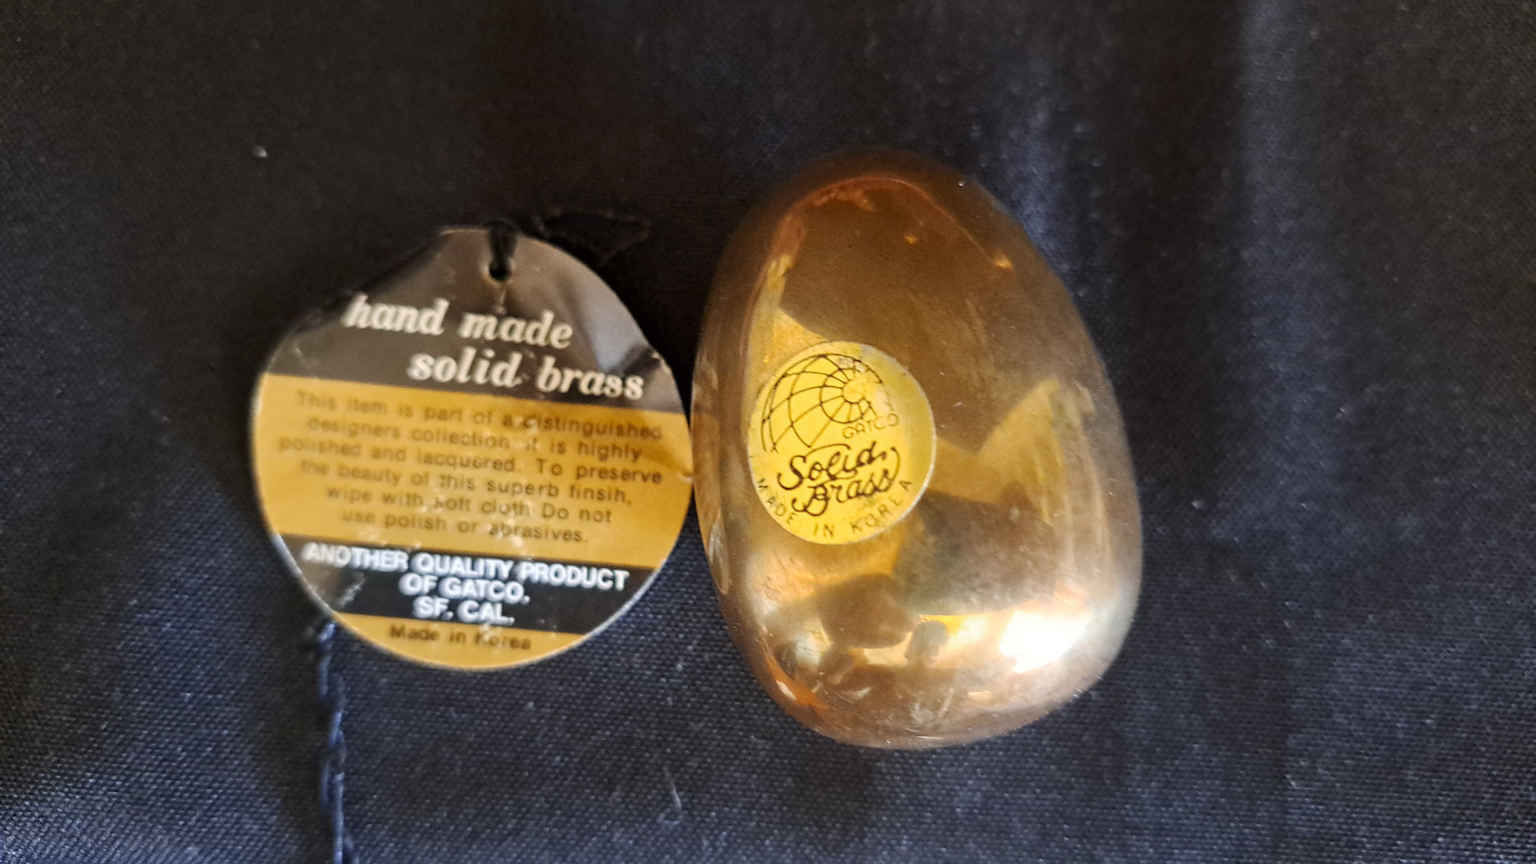 hand made
solid brass
This item is part of a distinguished
designers collection. It is highly
polished and lacquered. To preserve
the beauty of this superb finsih,
wipe with soft cloth Do not
use polish or abrasives.
ANOTHER QUALITY PRODUCT
OF GATCO.
SF. CAL.
Made in Korea
GATCO
Solid
Brass
MADE IN KOREA